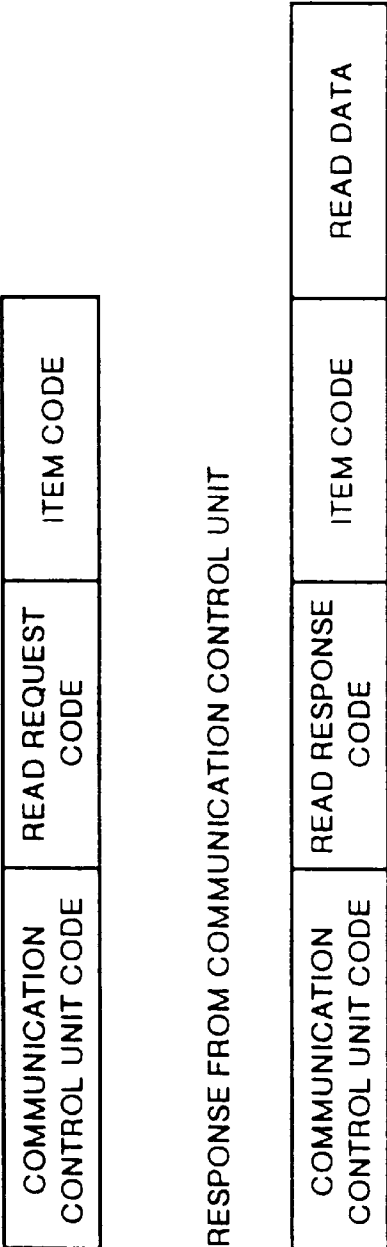 COMMUNICATION
CONTROL UNIT CODE
READ REQUEST
CODE
ITEM CODE
RESPONSE FROM COMMUNICATION CONTROL UNIT
COMMUNICATION
CONTROL UNIT CODE
READ RESPONSE
CODE
ITEM CODE
READ DATA